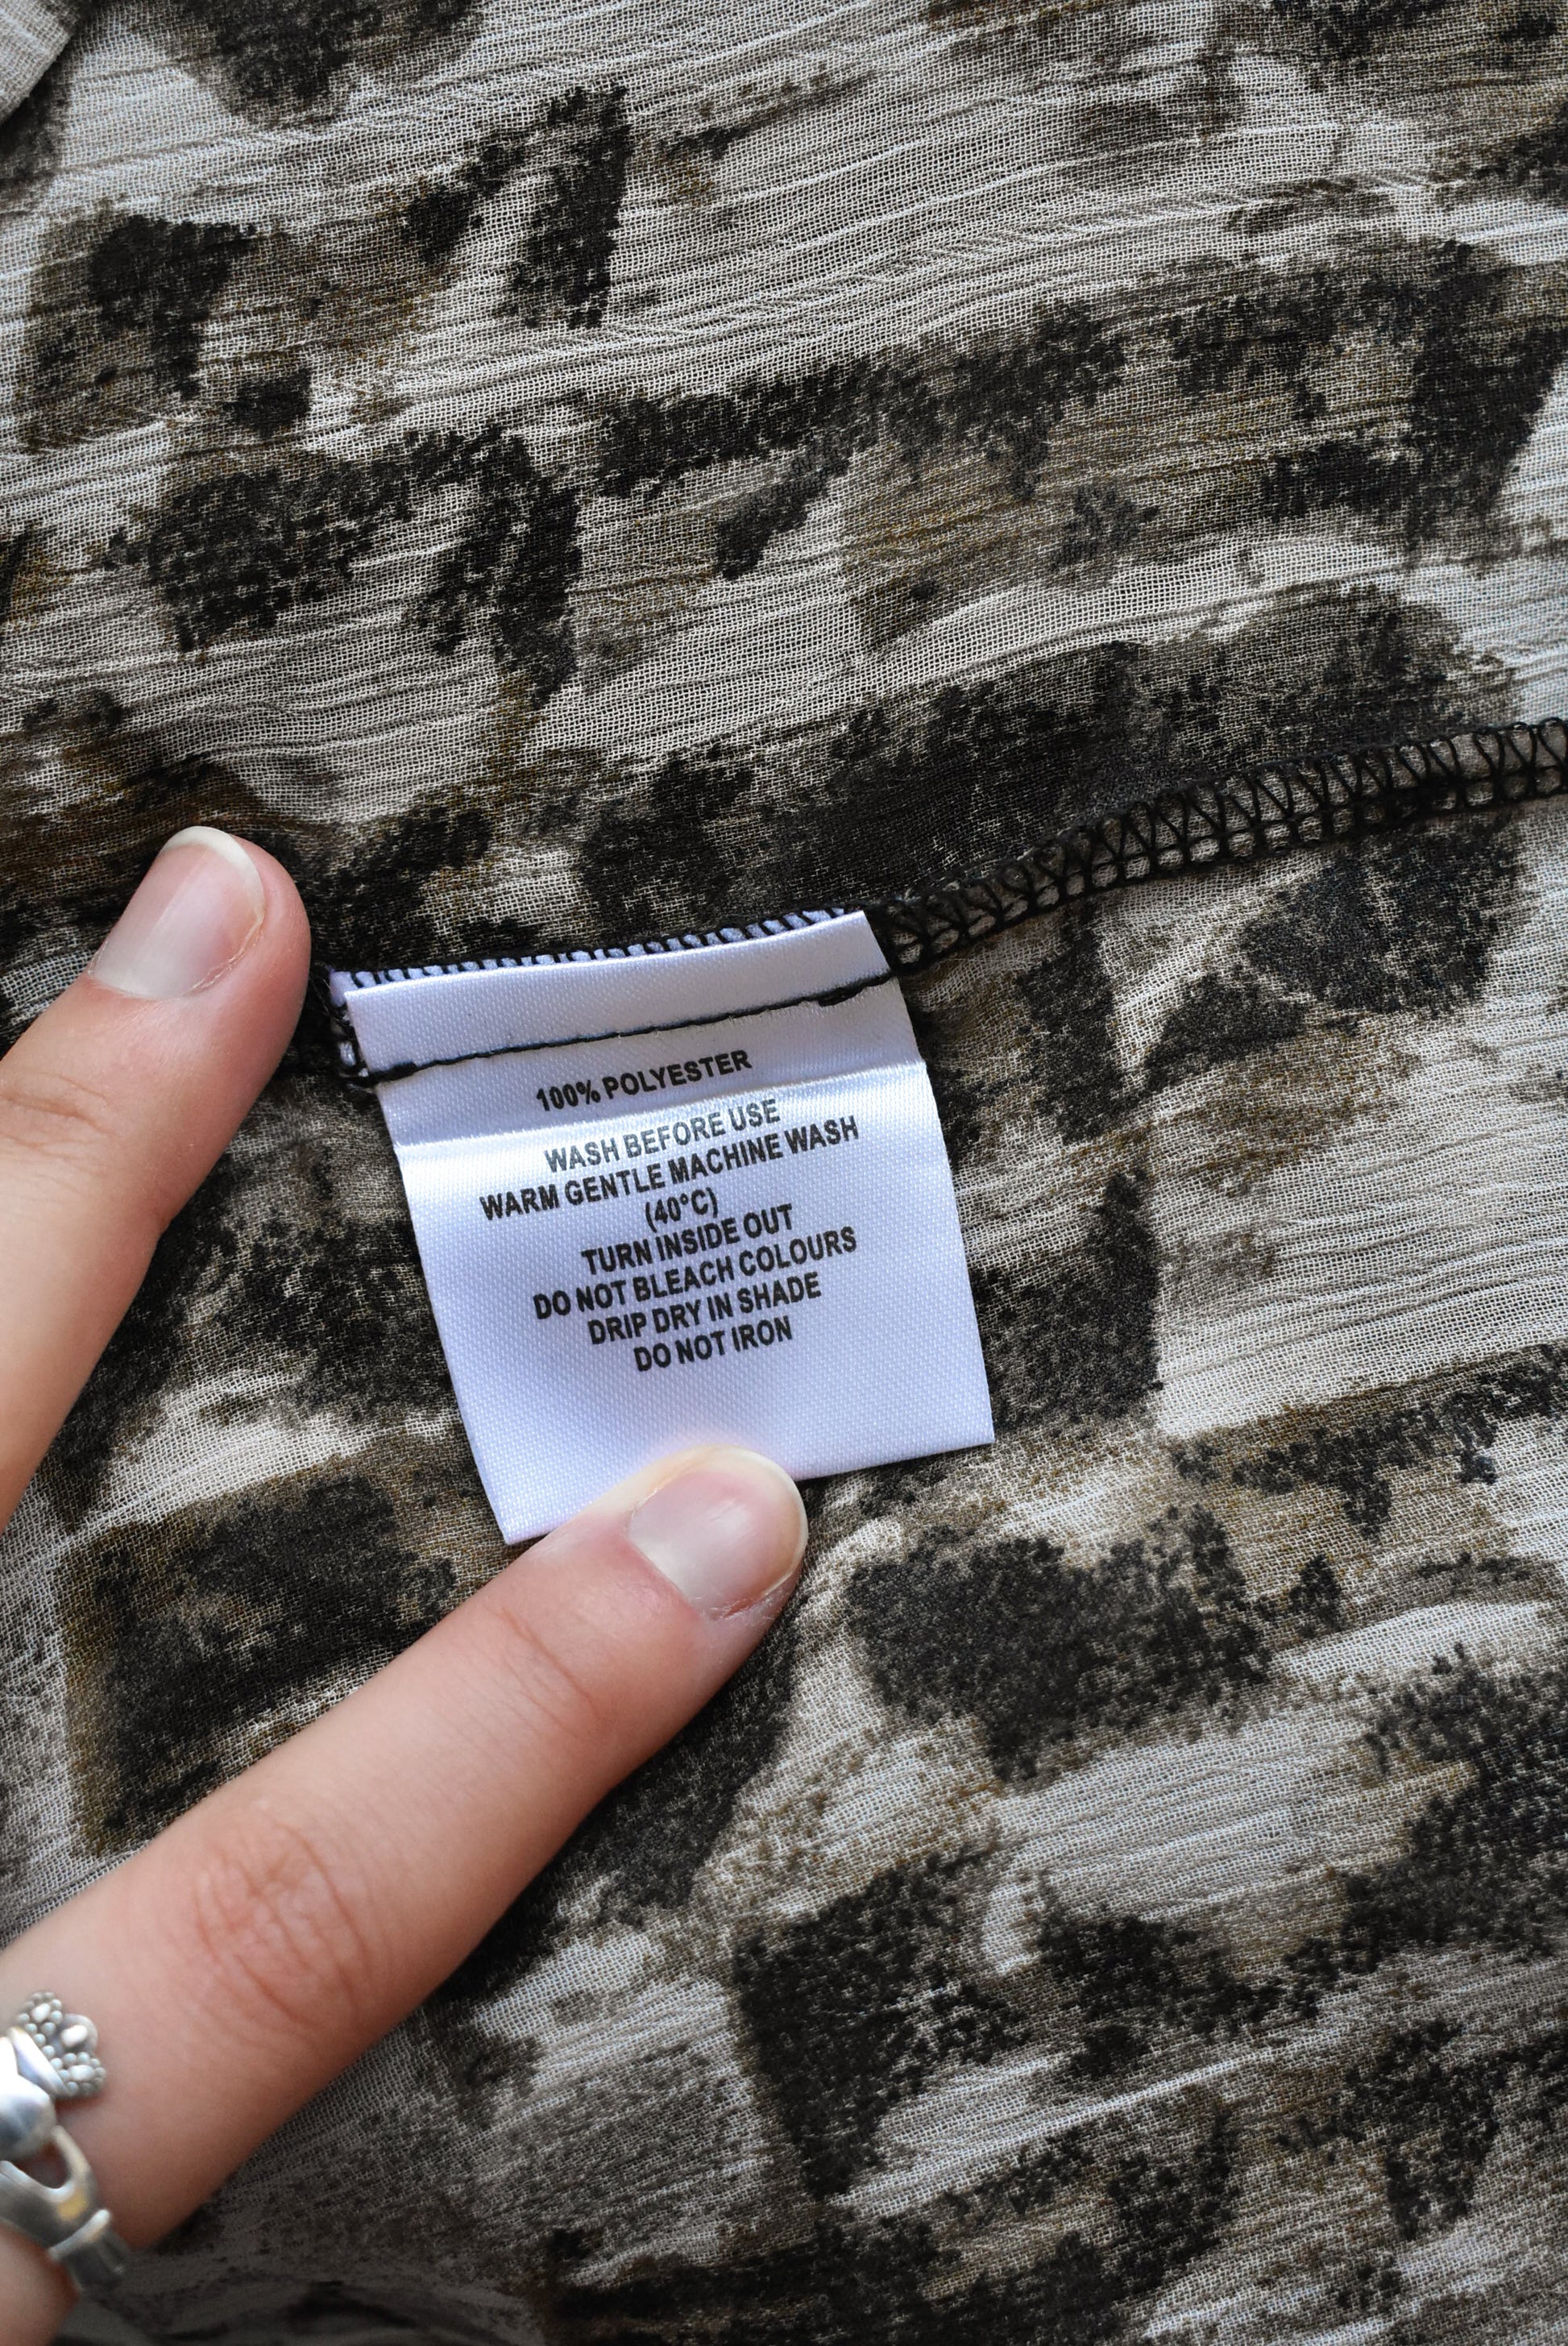 100% POLYESTER
WASH BEFORE USE
WARM GENTLE MACHINE WASH
(40°C)
TURN INSIDE OUT
DO NOT BLEACH COLOURS
DRIP DRY IN SHADE
DO NOT IRON